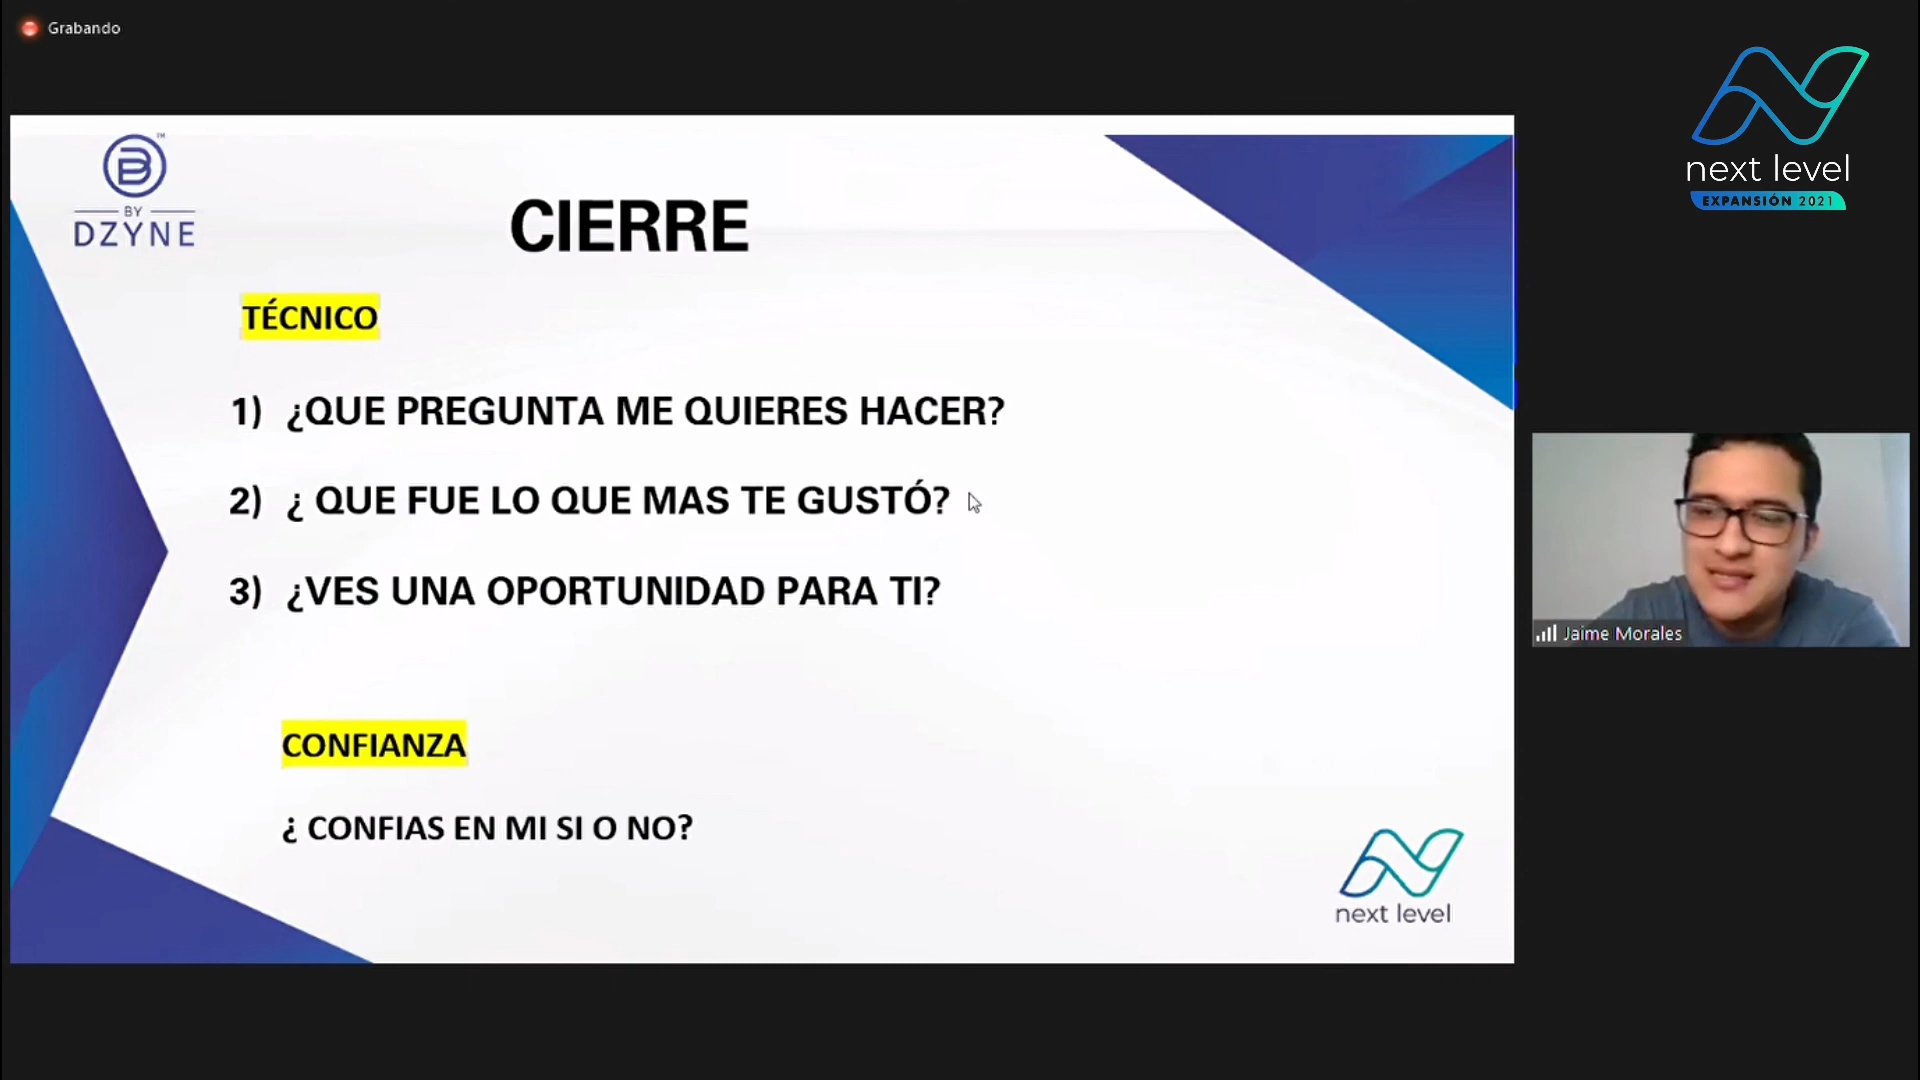 Grabando
next level
EXPANSIÓN 2021
B
TM
BY
DZYNE
CIERRE
TÉCNICO
1) ¿QUE PREGUNTA ME QUIERES HACER?
2) ¿ QUE FUE LO QUE MAS TE GUSTÓ?
3) ¿VES UNA OPORTUNIDAD PARA TI?
CONFIANZA
¿ CONFIAS EN MI SI O NO?
next level
Jaime Morales